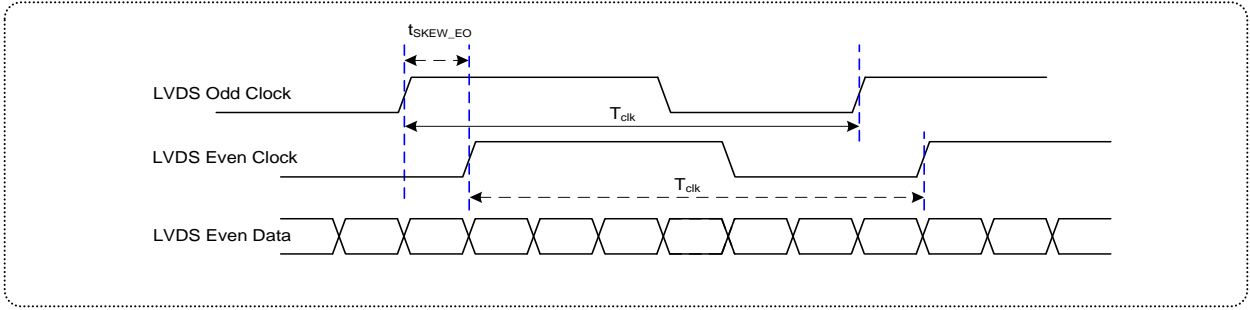 tSKEW_EO
LVDS Odd Clock
Tclk
LVDS Even Clock
Tclk
LVDS Even Data